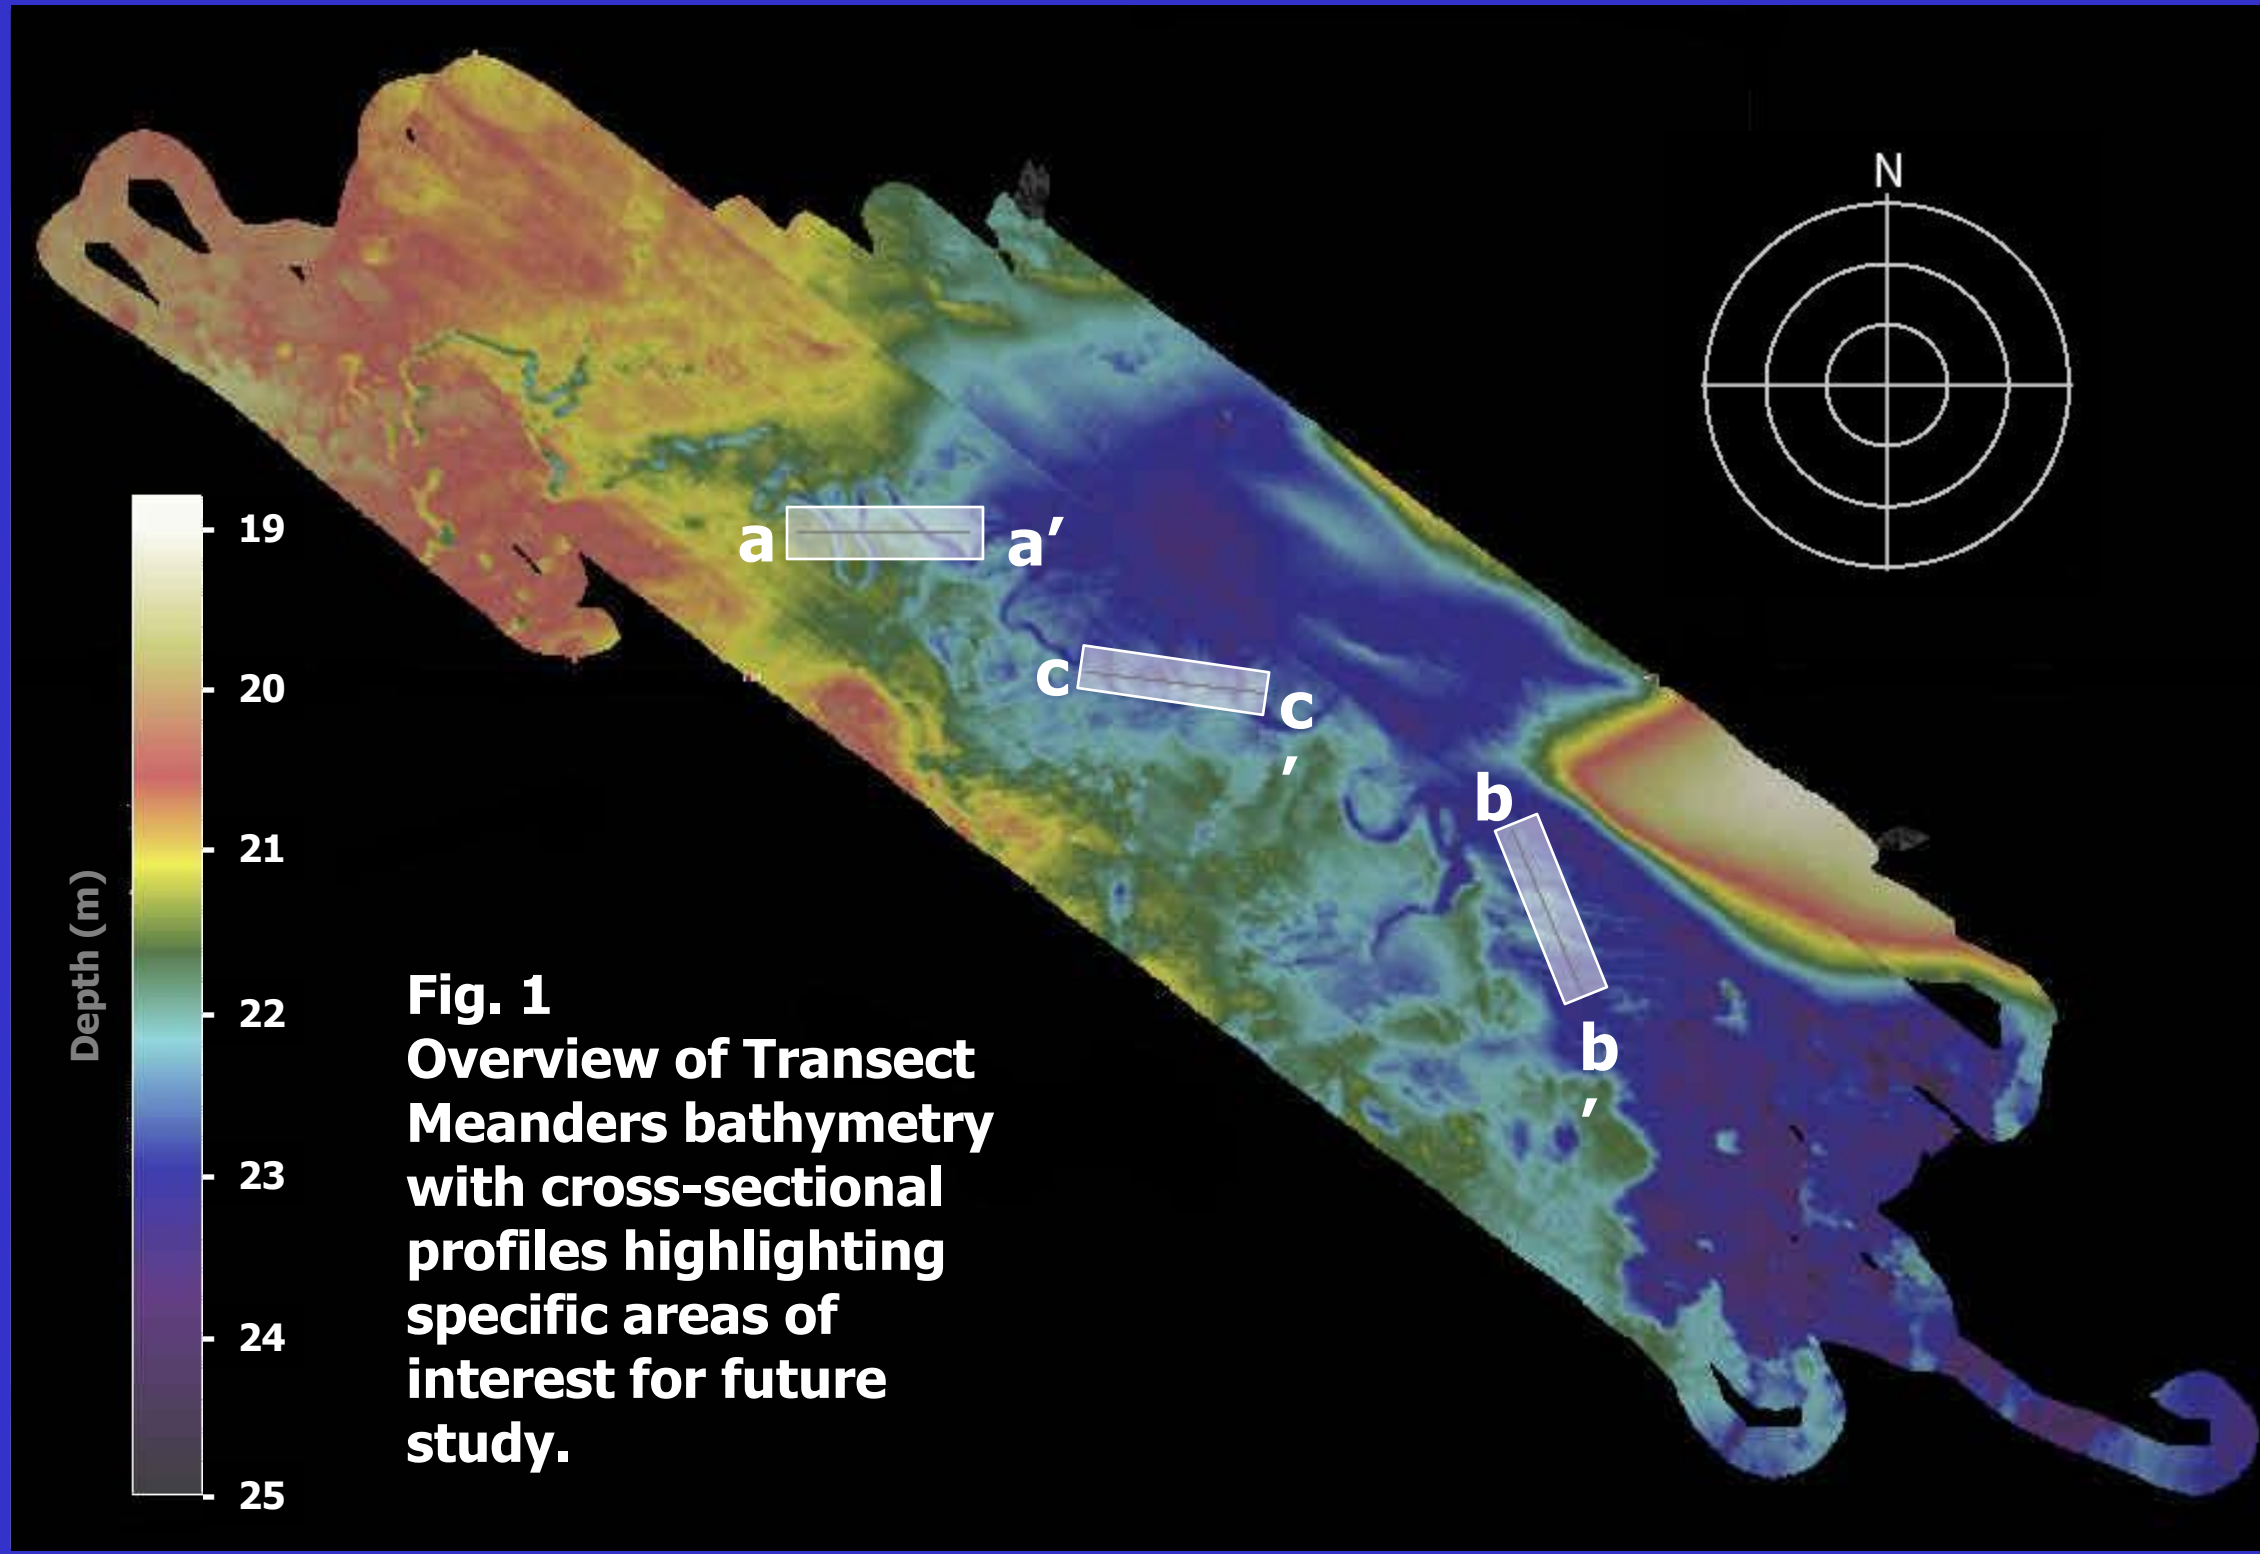 N
a
a’
c
c
’
b
b
’
Depth (m)
19
20
21
22
23
24
25
Fig. 1
Overview of Transect
Meanders bathymetry
with cross-sectional
profiles highlighting
specific areas of
interest for future
study.